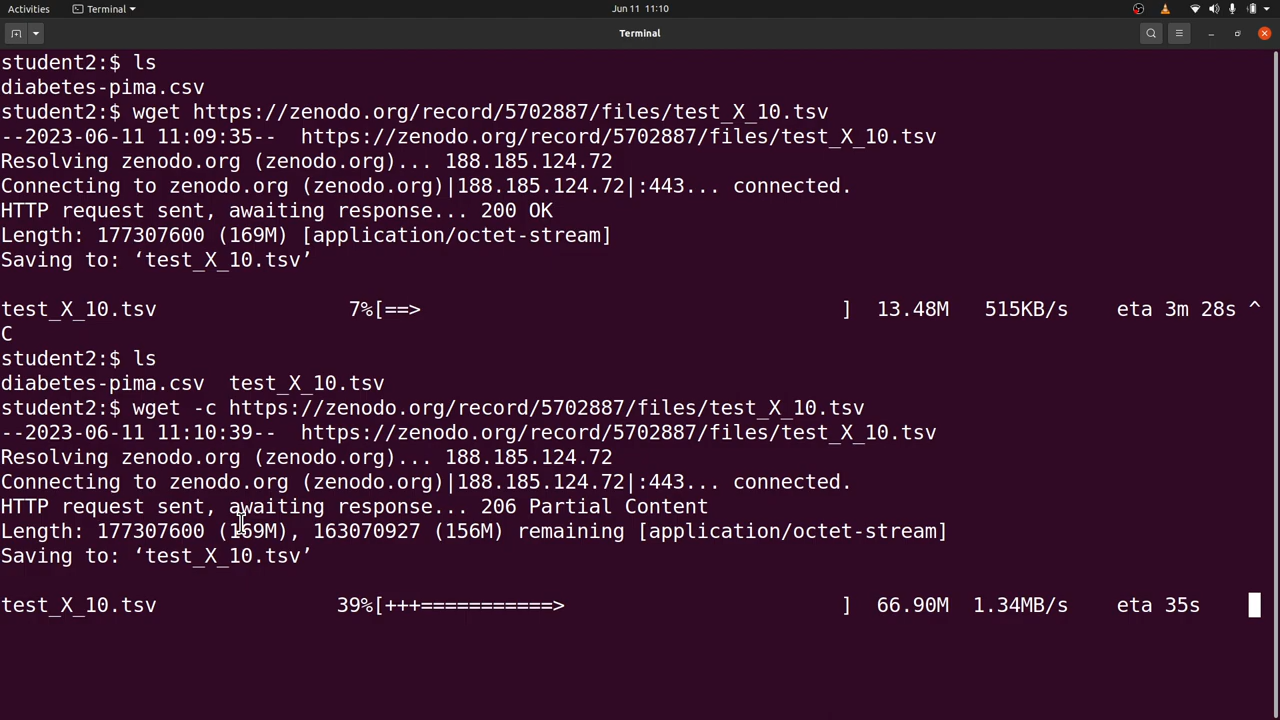 Activities Terminal Jun 11 11:10
Terminal
student2:$ ls
diabetes-pima.csv
student2:$ wget https://zenodo.org/record/5702887/files/test_X_10.tsv
--2023-06-11 11:09:35-- https://zenodo.org/record/5702887/files/test_X_10.tsv
Resolving zenodo.org (zenodo.org)... 188.185.124.72
Connecting to zenodo.org (zenodo.org)|188.185.124.72|:443... connected.
HTTP request sent, awaiting response... 200 OK
Length: 177307600 (169M) [application/octet-stream]
Saving to: ‘test_X_10.tsv’
test_X_10.tsv 7%[==> ] 13.48M 515KB/s eta 3m 28s ^
C
student2:$ ls
diabetes-pima.csv test_X_10.tsv
student2:$ wget -c https://zenodo.org/record/5702887/files/test_X_10.tsv
--2023-06-11 11:10:39-- https://zenodo.org/record/5702887/files/test_X_10.tsv
Resolving zenodo.org (zenodo.org)... 188.185.124.72
Connecting to zenodo.org (zenodo.org)|188.185.124.72|:443... connected.
HTTP request sent, awaiting response... 206 Partial Content
Length: 177307600 (169M), 163070927 (156M) remaining [application/octet-stream]
Saving to: ‘test_X_10.tsv’
test_X_10.tsv 39%[+++===========> ] 66.90M 1.34MB/s eta 35s